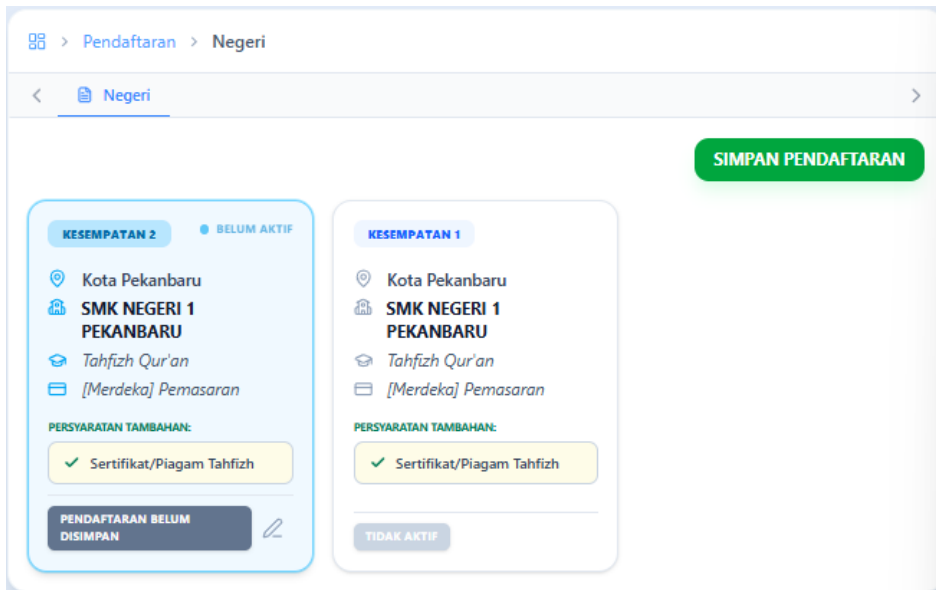 Pendaftaran > Negeri
Negeri
SIMPAN PENDAFTARAN
KESEMPATAN 2
BELUM AKTIF
Kota Pekanbaru
SMK NEGERI 1
PEKANBARU
Tahfizh Qur'an
[Merdeka] Pemasaran
PERSYARATAN TAMBAHAN:
Sertifikat/Piagam Tahfizh
PENDAFTARAN BELUM
DISIMPAN
KESEMPATAN 1
Kota Pekanbaru
SMK NEGERI 1
PEKANBARU
Tahfizh Qur'an
[Merdeka] Pemasaran
PERSYARATAN TAMBAHAN:
Sertifikat/Piagam Tahfizh
TIDAK AKTIF